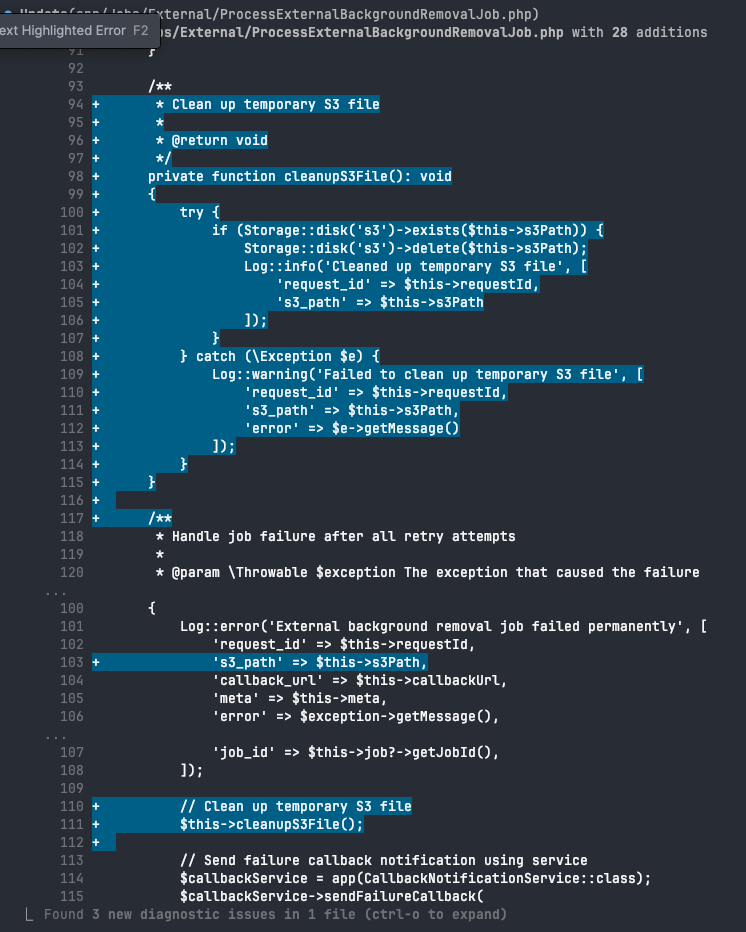 Update(app/Jobs/External/ProcessExternalBackgroundRemovalJob.php)
ext Highlighted Error F2
bs/External/ProcessExternalBackgroundRemovalJob.php with 28 additions
91 }
92
93 /**
94 + * Clean up temporary S3 file
95 + *
96 + * @return void
97 + */
98 + private function cleanupS3File(): void
99 + {
100 + try {
101 + if (Storage::disk('s3')->exists($this->s3Path)) {
102 + Storage::disk('s3')->delete($this->s3Path);
103 + Log::info('Cleaned up temporary S3 file', [
104 + 'request_id' => $this->requestId,
105 + 's3_path' => $this->s3Path
106 + ]);
107 + }
108 + } catch (\Exception $e) {
109 + Log::warning('Failed to clean up temporary S3 file', [
110 + 'request_id' => $this->requestId,
111 + 's3_path' => $this->s3Path,
112 + 'error' => $e->getMessage()
113 + ]);
114 + }
115 + }
116 +
117 + /**
118 * Handle job failure after all retry attempts
119 *
120 * @param \Throwable $exception The exception that caused the failure
...
100 {
101 Log::error('External background removal job failed permanently', [
102 'request_id' => $this->requestId,
103 + 's3_path' => $this->s3Path,
104 'callback_url' => $this->callbackUrl,
105 'meta' => $this->meta,
106 'error' => $exception->getMessage(),
...
107 'job_id' => $this->job?->getJobId(),
108 ]);
109
110 + // Clean up temporary S3 file
111 + $this->cleanupS3File();
112 +
113 // Send failure callback notification using service
114 $callbackService = app(CallbackNotificationService::class);
115 $callbackService->sendFailureCallback(
Found 3 new diagnostic issues in 1 file (ctrl-o to expand)